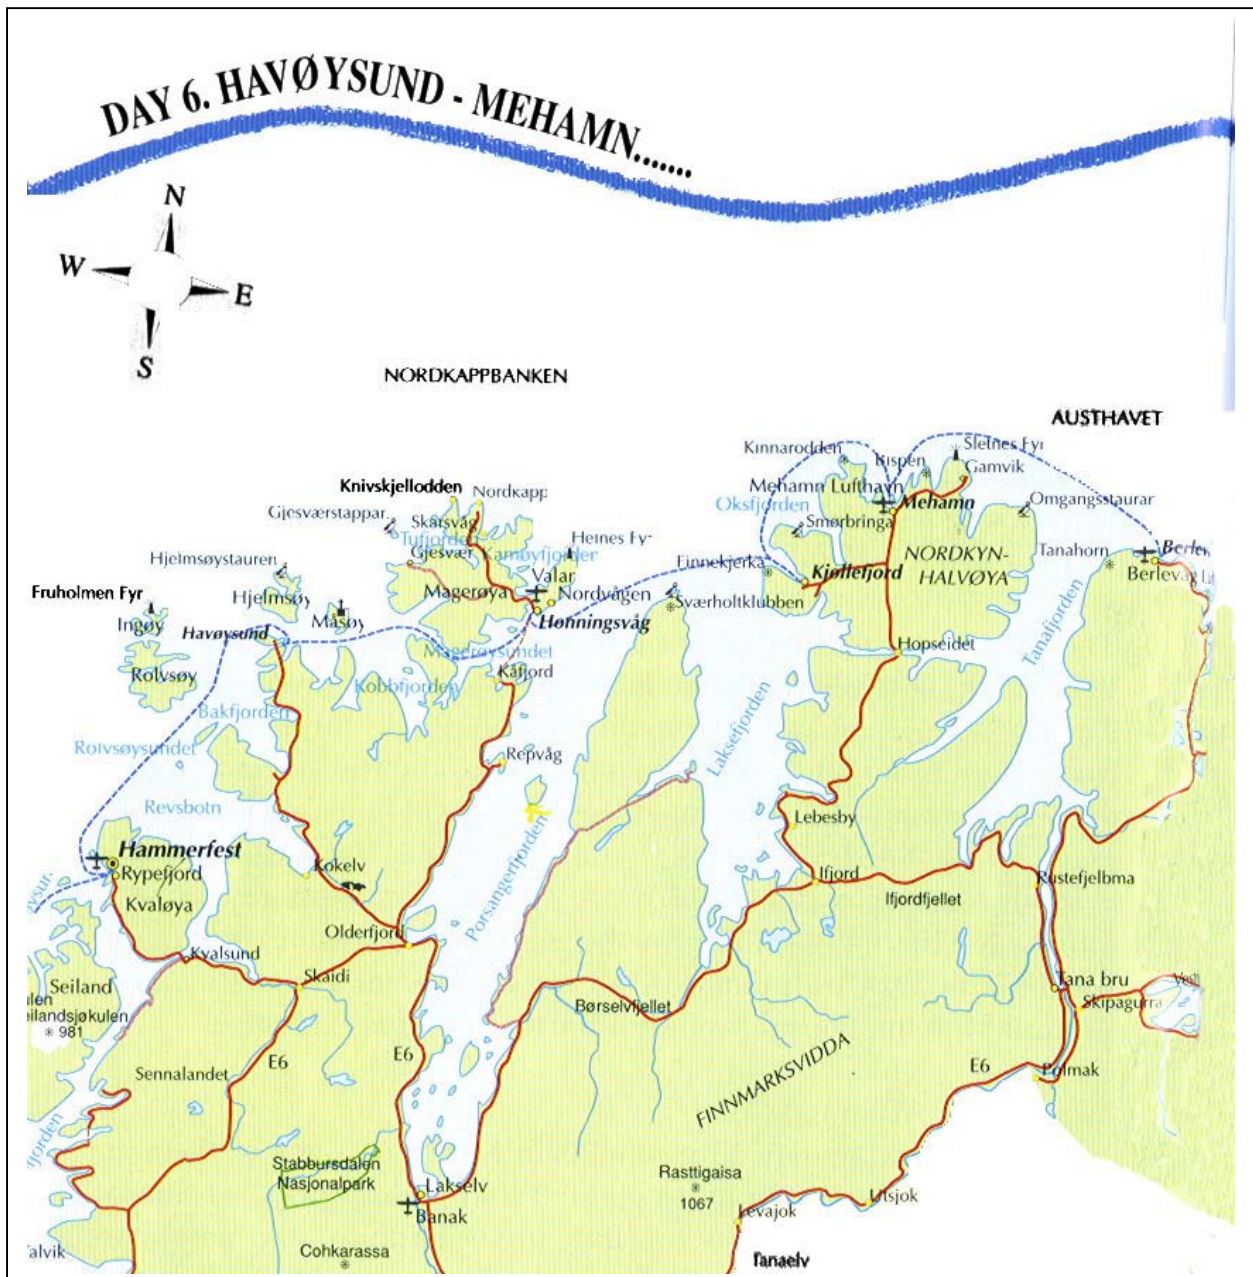 DAY 6. HAVØYSUND - MEHAMN.......
N
W
E
S
NORDKAPPBANKEN
AUSTHAVET
Kinnarodden
Sletnes Fyr
Bispen
Gamvik
Knivskjellodden
Nordkapp
Mehamn Lufthavn
Oksfjorden
Mehamn
Omgangsstaurar
Gjesværstappar
Skarsvåg
Tufjorden
Kamøyfjorden
Smørbringa
Gjesvær
Finnekjerka
NORDKYN-
HALVØYA
Tanahorn
Hjelmsøystauren
Valan
Kjøllefjord
Berlevåg
Fruholmen Fyr
Hjelmsøy
Magerøya
Nordvågen
Sværholtklubben
Ingøy
Måsøy
Honningsvåg
Havøysund
Magerøysundet
Hopseidet
Tanafjorden
Rolvsøy
Kobbfjorden
Kåfjord
Bakfjorden
Laksefjorden
Rolvsøysundet
Repvåg
Revsbotn
Lebesby
Hammerfest
Rypefjord
Kokelv
Porsangerfjorden
Ifjord
Rustefjelbma
Kvaløya
Ifjordfjellet
Olderfjord
Kvalsund
Skaidi
Tana bru
Seiland
Børselvfjellet
Skipagurra
981
E6
E6
E6
Sennalandet
FINNMARKSVIDDA
Polmak
Stabbursdalen
Nasjonalpark
Lakselv
Rasttigaisa
1067
Banak
Levajok
Utsjok
Cohkarassa
Tanaelv